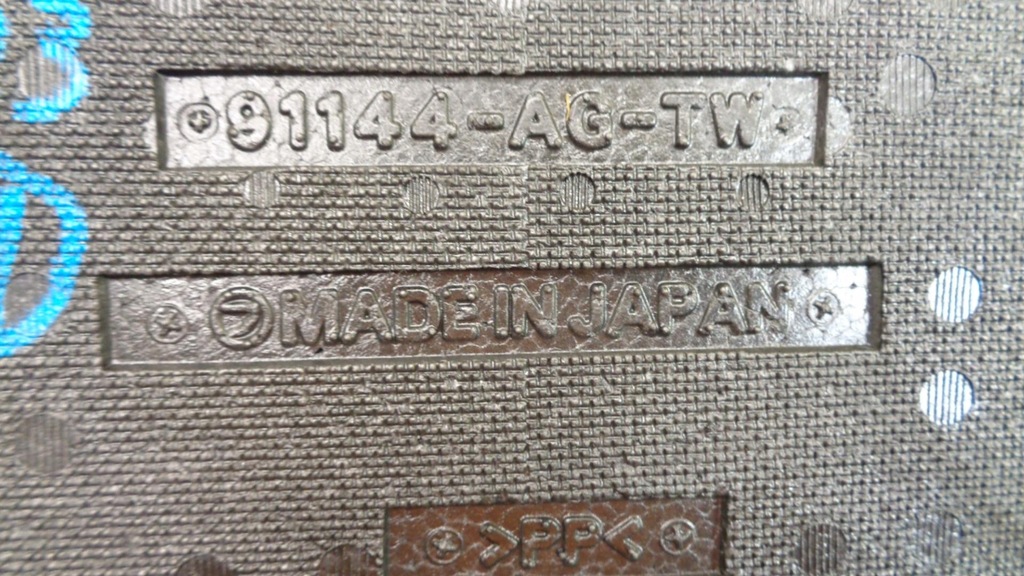 91144-AG-TW
MADE IN JAPAN
>PP<